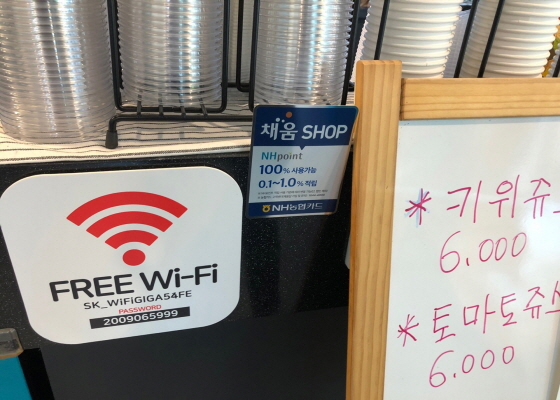 FREE Wi-Fi
SK_WiFiGIGA54FE
PASSWORD
2009065999
채움 SHOP
NHpoint
100% 사용가능
0.1~1.0% 적립
NH농협카드
* 키위쥬
6.000
* 토마토쥬스
6.000